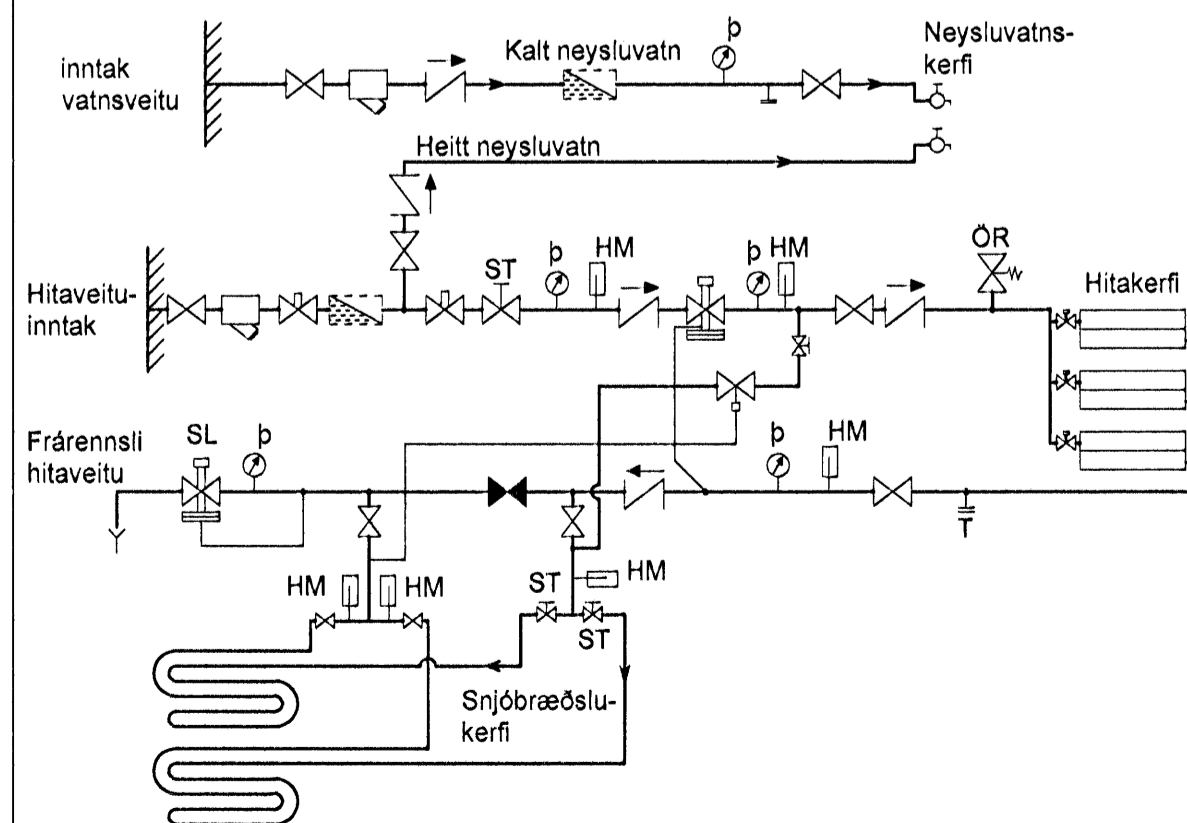 inntak
vatnsveitu
Kalt neysluvatn
þ
Neysluvatns-
kerfi
Heitt neysluvatn
Hitaveitu-
inntak
ST
þ
HM
þ
HM
ÖR
Hitakerfi
Frárennsli
hitaveitu
SL
þ
þ
HM
HM
HM
ST
HM
ST
Snjóbræðslu-
kerfi